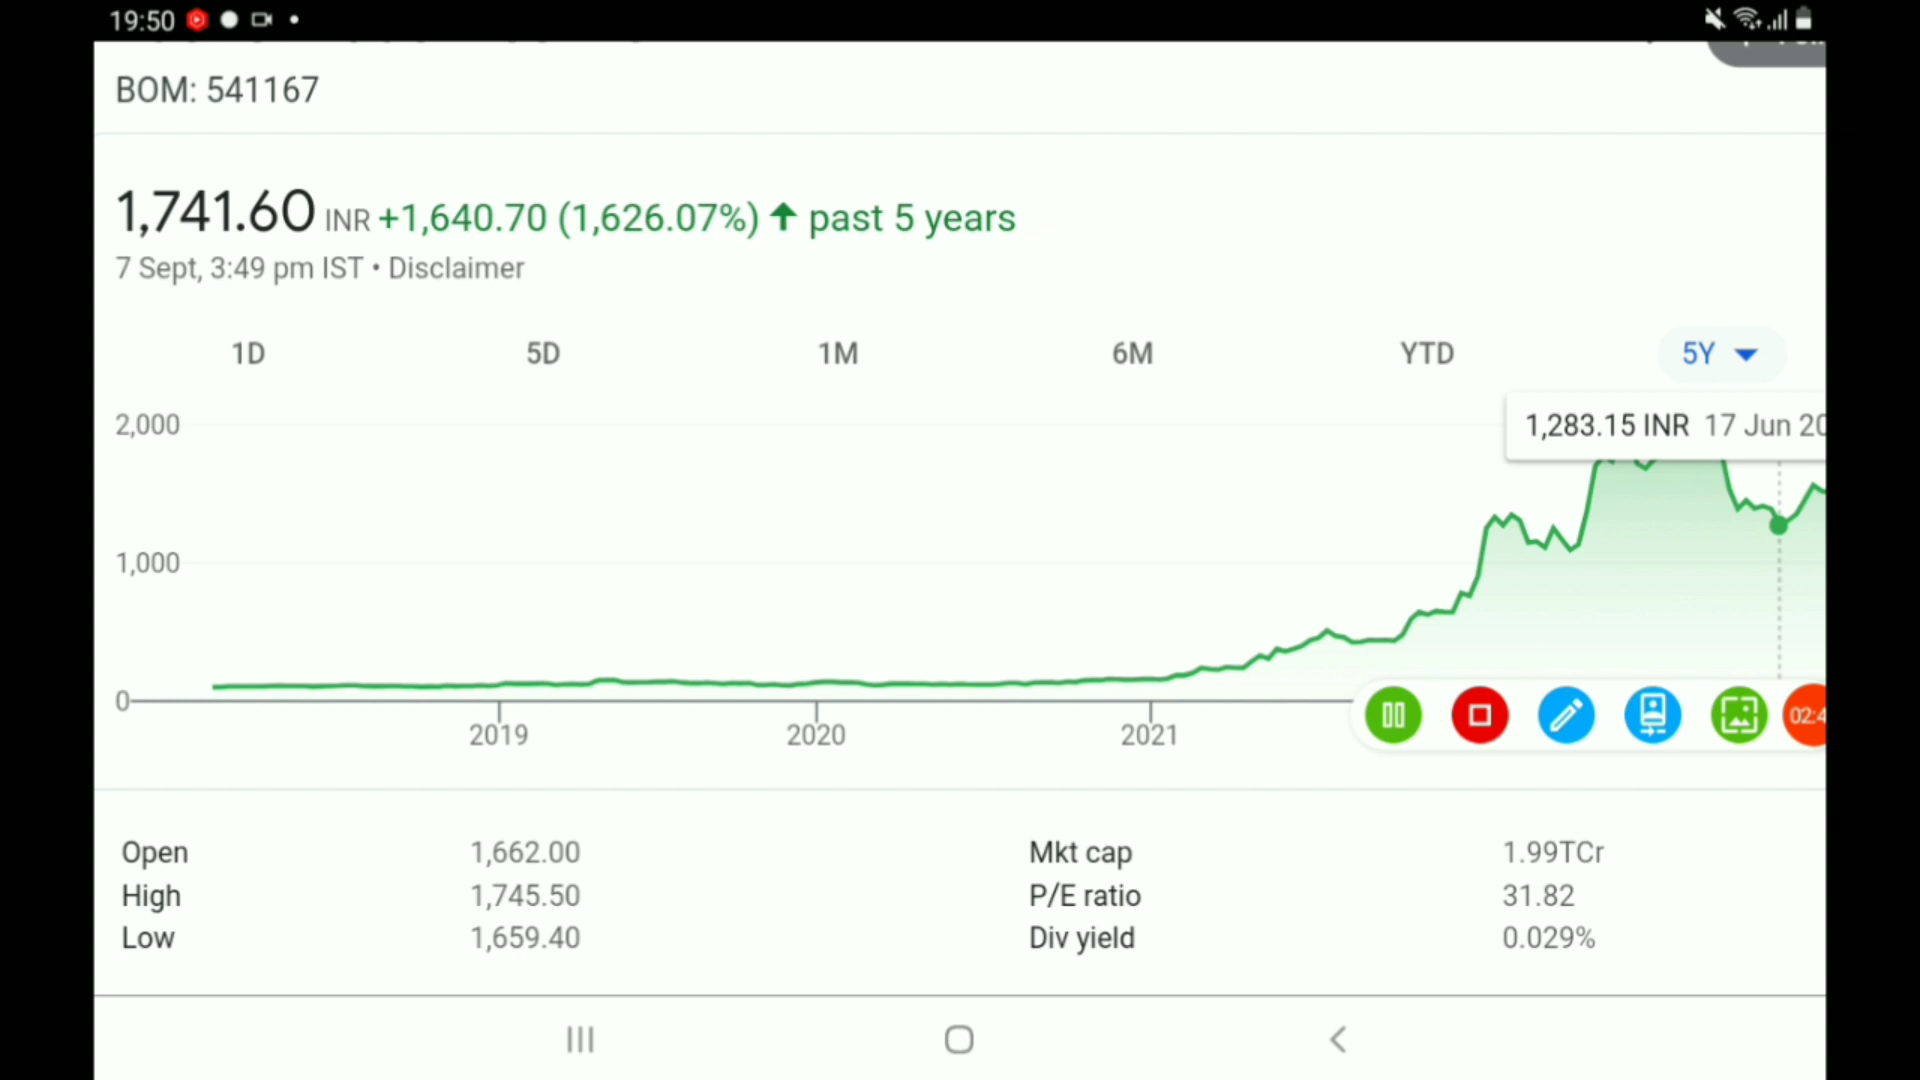 19:50
BOM: 541167
1,741.60 INR +1,640.70 (1,626.07%) ↑ past 5 years
7 Sept, 3:49 pm IST • Disclaimer
1D 5D 1M 6M YTD 5Y
1,283.15 INR 17 Jun 20
2,000
1,000
0
2019 2020 2021
02:4
Open 1,662.00 Mkt cap 1.99TCr
High 1,745.50 P/E ratio 31.82
Low 1,659.40 Div yield 0.029%